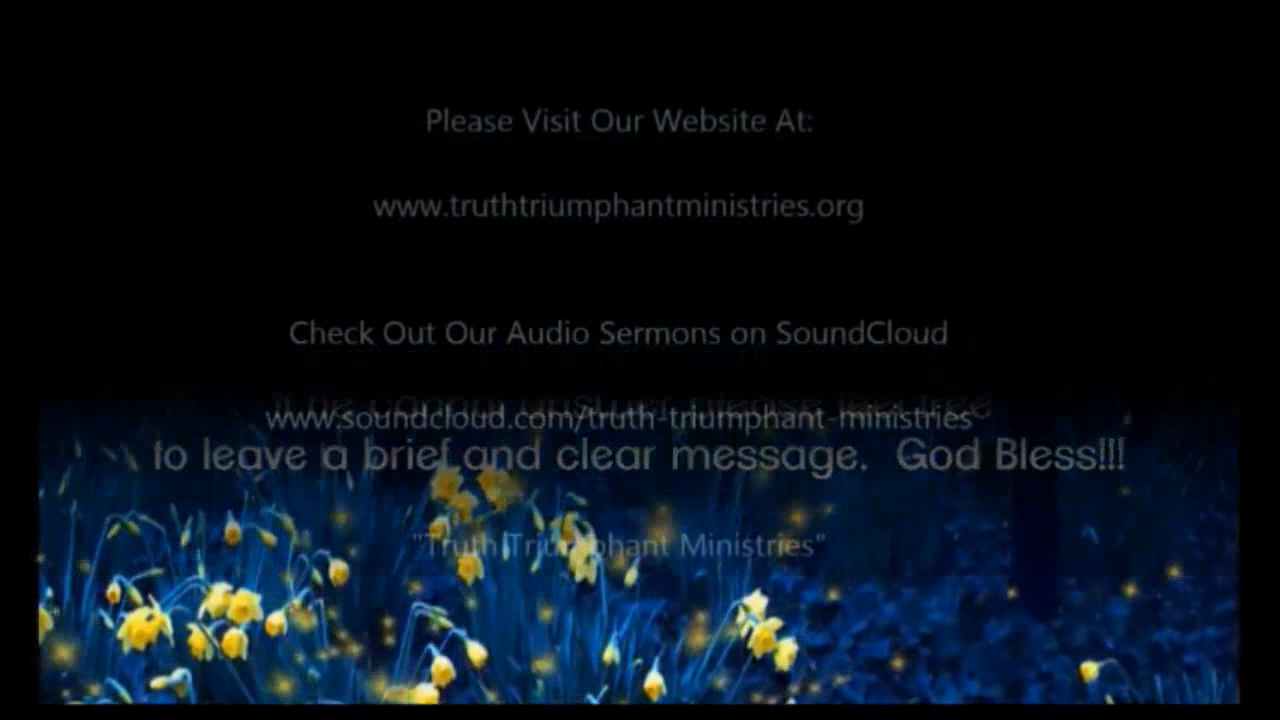 Please Visit Our Website At:
www.truthtriumphantministries.org
Check Out Our Audio Sermons on SoundCloud
www.soundcloud.com/truth-triumphant-ministries
to leave a brief and clear message. God Bless!!!
"Truth Triumphant Ministries"